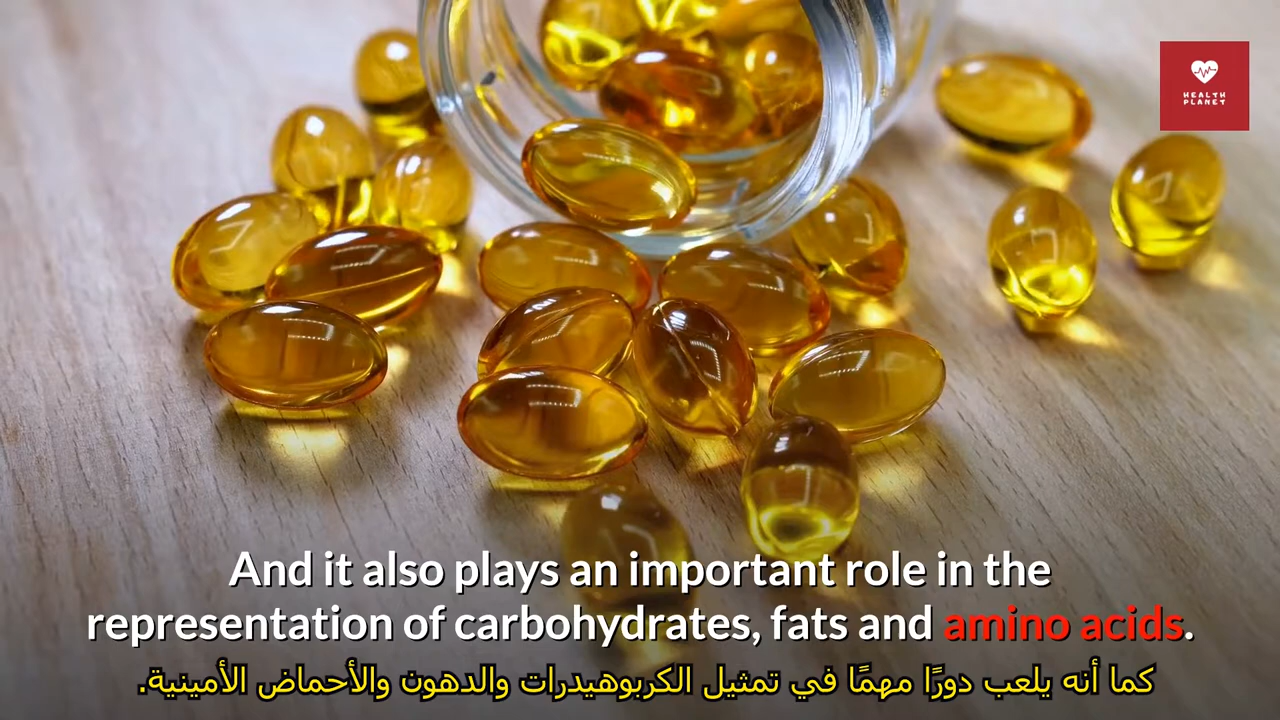 HEALTH
PLANET
And it also plays an important role in the
representation of carbohydrates, fats and amino acids.
كما أنه يلعب دورًا مهمًا في تمثيل الكربوهيدرات والدهون والأحماض الأمينية.